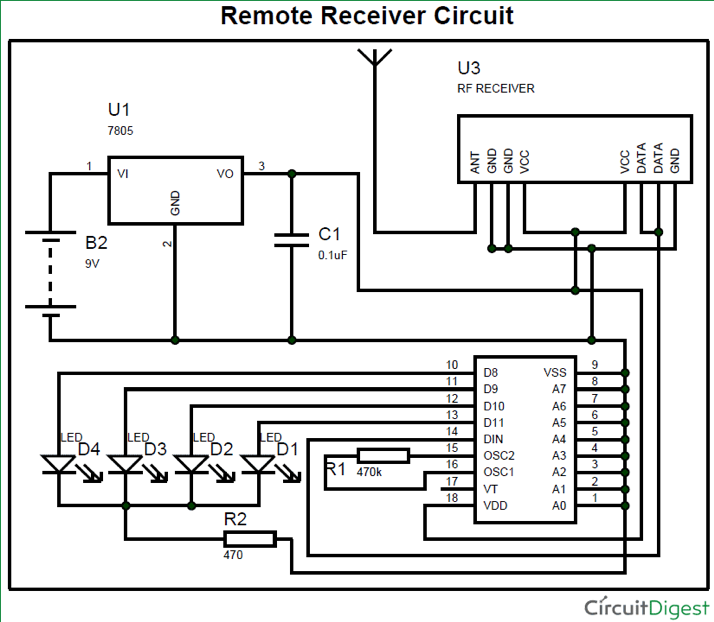 Remote Receiver Circuit
U3
RF RECEIVER
U1
7805
1
VI
VO
3
GND
2
ANT
GND
GND
VCC
VCC
DATA
DATA
GND
B2
9V
C1
0.1uF
10
D8
VSS
9
11
D9
A7
8
12
D10
A6
7
13
D11
A5
6
14
DIN
A4
5
15
OSC2
A3
4
16
OSC1
A2
3
17
VT
A1
2
18
VDD
A0
1
LED
D4
LED
D3
LED
D2
LED
D1
R1
470k
R2
470
CircuitDigest